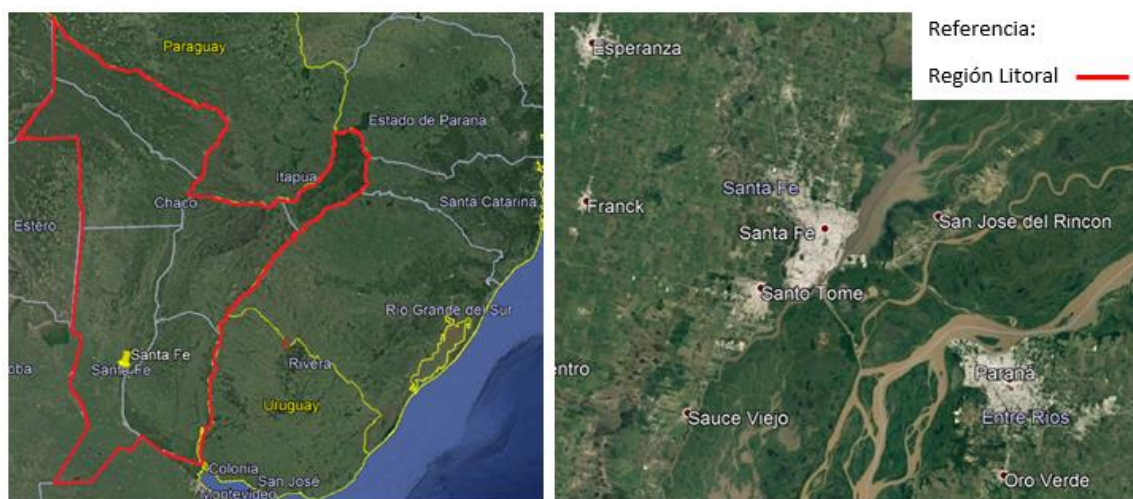 Paraguay
Estado de Parana
Itapua
Chaco
Santa Catarina
Estero
Rio Grande del Sur
Santa Fe
Santa Fe
oba
Rivera
Uruguay
Colonia
San José
Montevideo
Referencia:
Región Litoral
Esperanza
Santa Fe
Franck
San Jose del Rincon
Santa Fe
Santo Tome
entro
Paraná
Sauce Viejo
Entre Ríos
Oro Verde